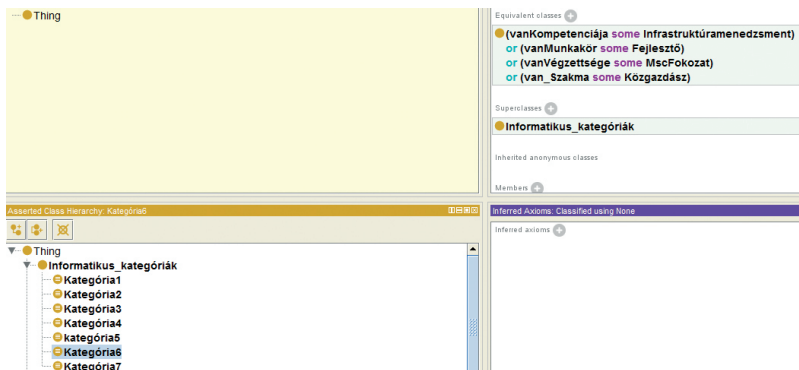 Thing
Equivalent classes
(vanKompetenciája some Infrastruktúramenedzsment)
or (vanMunkakör some Fejlesztő)
or (vanVégzettsége some MscFokozat)
or (van_Szakma some Közgazdász)
Superclasses
Informatikus_kategóriák
Inherited anonymous classes
Members
Asserted Class Hierarchy: Kategória6
Thing
Informatikus_kategóriák
Kategória1
Kategória2
Kategória3
Kategória4
kategória5
Kategória6
Kategória7
Inferred Axioms: Classified using None
Inferred axioms